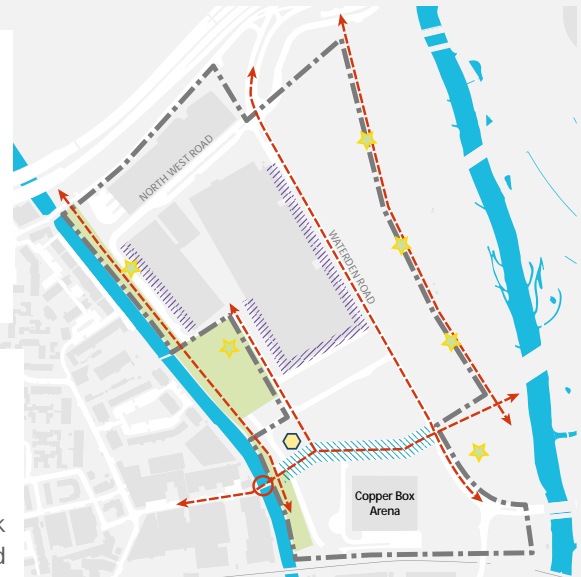 NORTH WEST ROAD
WATERDEN ROAD
Copper Box
Arena
k
d